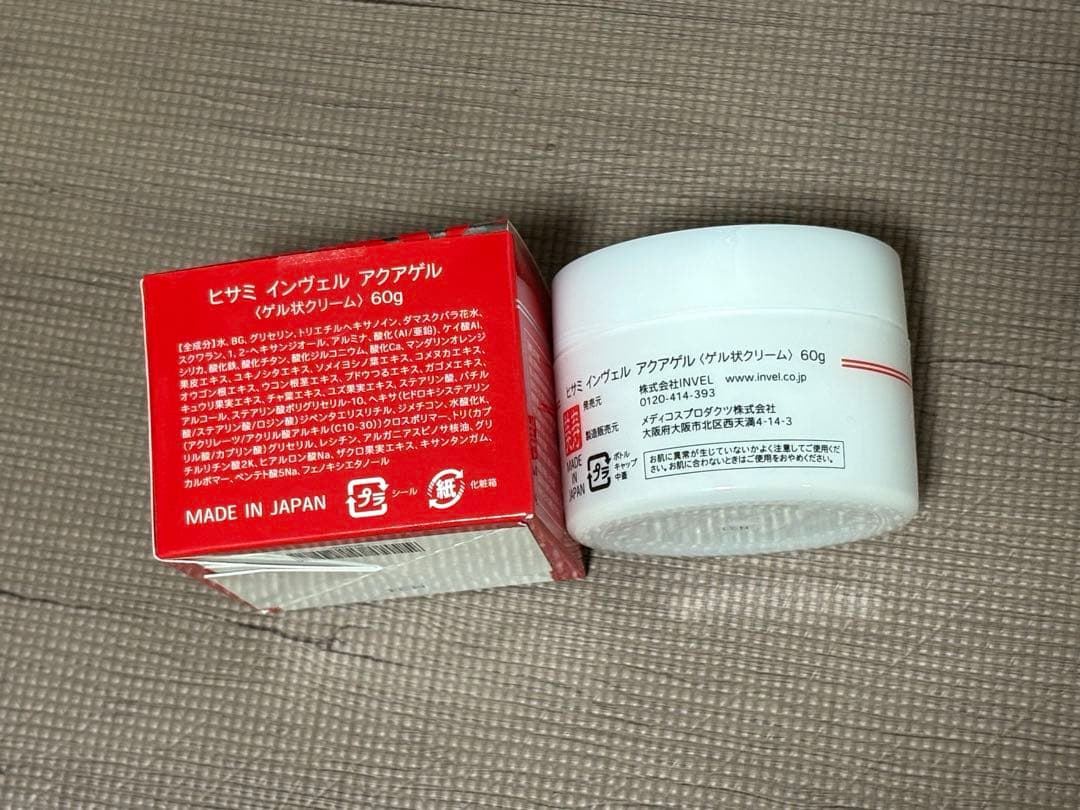 ヒサミ インヴェル アクアゲル
〈ゲル状クリーム〉 60g
【全成分】水、BG、グリセリン、トリエチルヘキサノイン、ダマスクバラ花水、
スクワラン、1,2-ヘキサンジオール、アルミナ、酸化(Al/亜鉛)、ケイ酸Al、
シリカ、酸化鉄、酸化チタン、酸化ジルコニウム、酸化Ca、マンダリンオレンジ
果皮エキス、ユキノシタエキス、ソメイヨシノ葉エキス、コメヌカエキス、
オウゴン根エキス、ウコン根茎エキス、ブドウつるエキス、ガゴメエキス、
キュウリ果実エキス、チャ葉エキス、ユズ果実エキス、ステアリン酸、バチル
アルコール、ステアリン酸ポリグリセリル-10、ヘキサ(ヒドロキシステアリン
酸/ステアリン酸/ロジン酸)ジペンタエリスリチル、ジメチコン、水酸化K、
(アクリレーツ/アクリル酸アルキル(C10-30))クロスポリマー、トリ(カプ
リル酸/カプリン酸)グリセリル、レシチン、アルガニアスピノサ核油、グリ
チルリチン酸2K、ヒアルロン酸Na、ザクロ果実エキス、キサンタンガム、
カルボマー、ペンテト酸5Na、フェノキシエタノール
MADE IN JAPAN
プラ
シール
紙
化粧箱
ヒサミ インヴェル アクアゲル〈ゲル状クリーム〉60g
発売元
株式会社INVEL www.invel.co.jp
0120-414-393
製造販売元
メディコスプロダクツ株式会社
大阪府大阪市北区西天満4-14-3
MADE
IN
JAPAN
プラ
ボトル
キャップ
中蓋
お肌に異常が生じていないかよく注意してご使用くだ
さい。お肌に合わないときはご使用をおやめください。